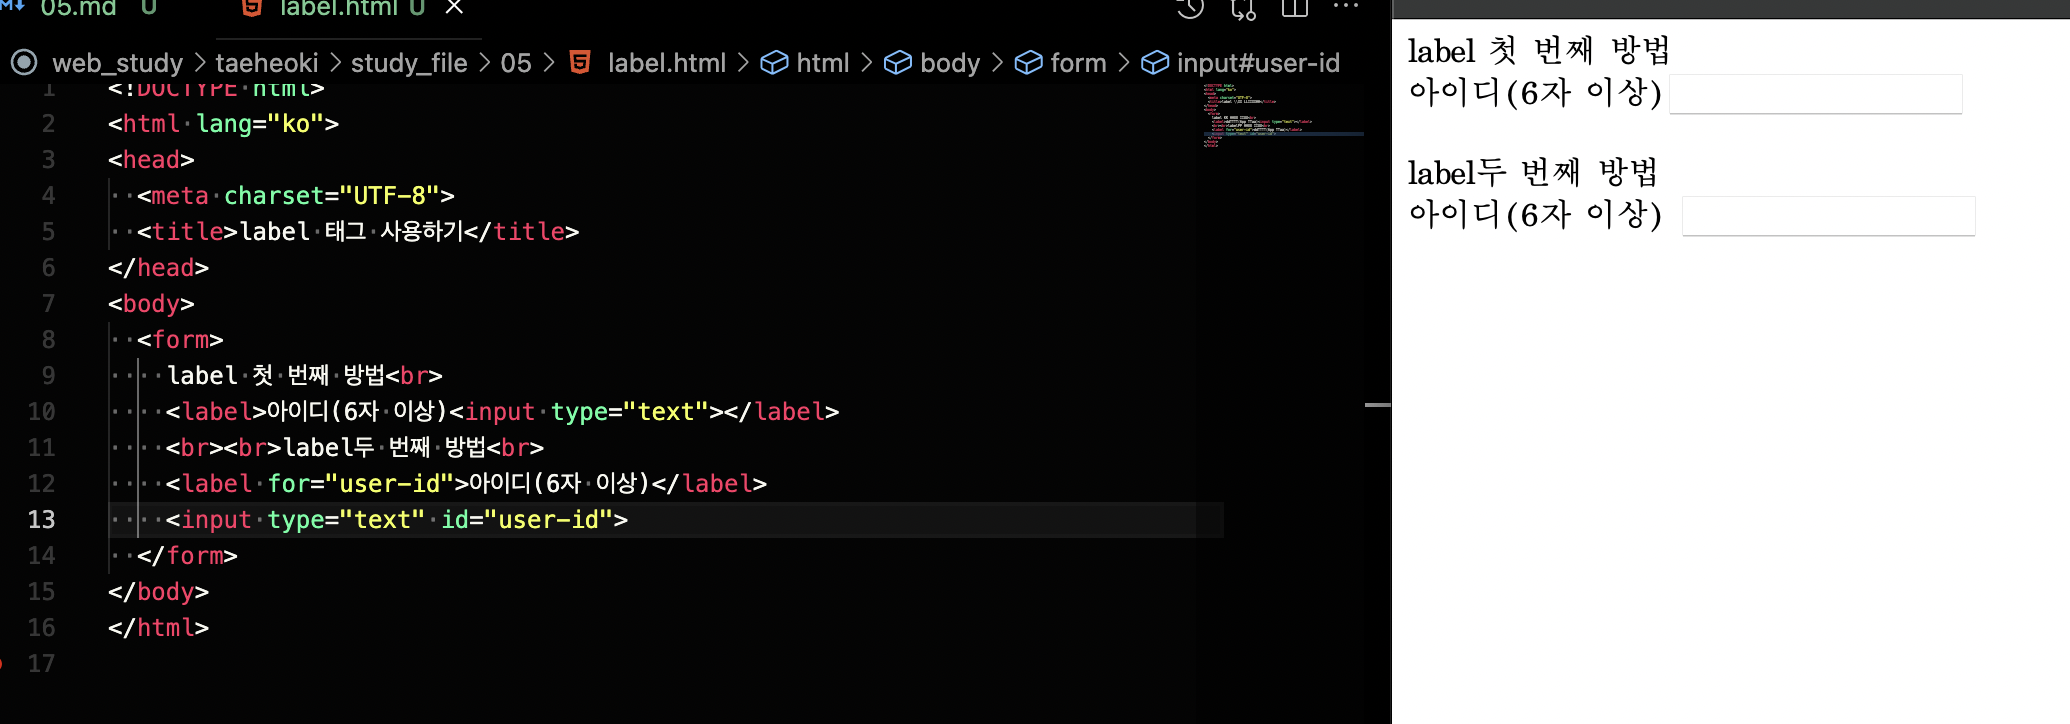 05.md U label.html U
web_study > taeheoki > study_file > 05 > label.html > html > body > form > input#user-id
1 <!DOCTYPE html>
2 <html lang="ko">
3 <head>
4 <meta charset="UTF-8">
5 <title>label 태그 사용하기</title>
6 </head>
7 <body>
8 <form>
9 label 첫 번째 방법<br>
10 <label>아이디(6자 이상)<input type="text"></label>
11 <br><br>label두 번째 방법<br>
12 <label for="user-id">아이디(6자 이상)</label>
13 <input type="text" id="user-id">
14 </form>
15 </body>
16 </html>
17
label 첫 번째 방법
아이디(6자 이상)
label두 번째 방법
아이디(6자 이상)